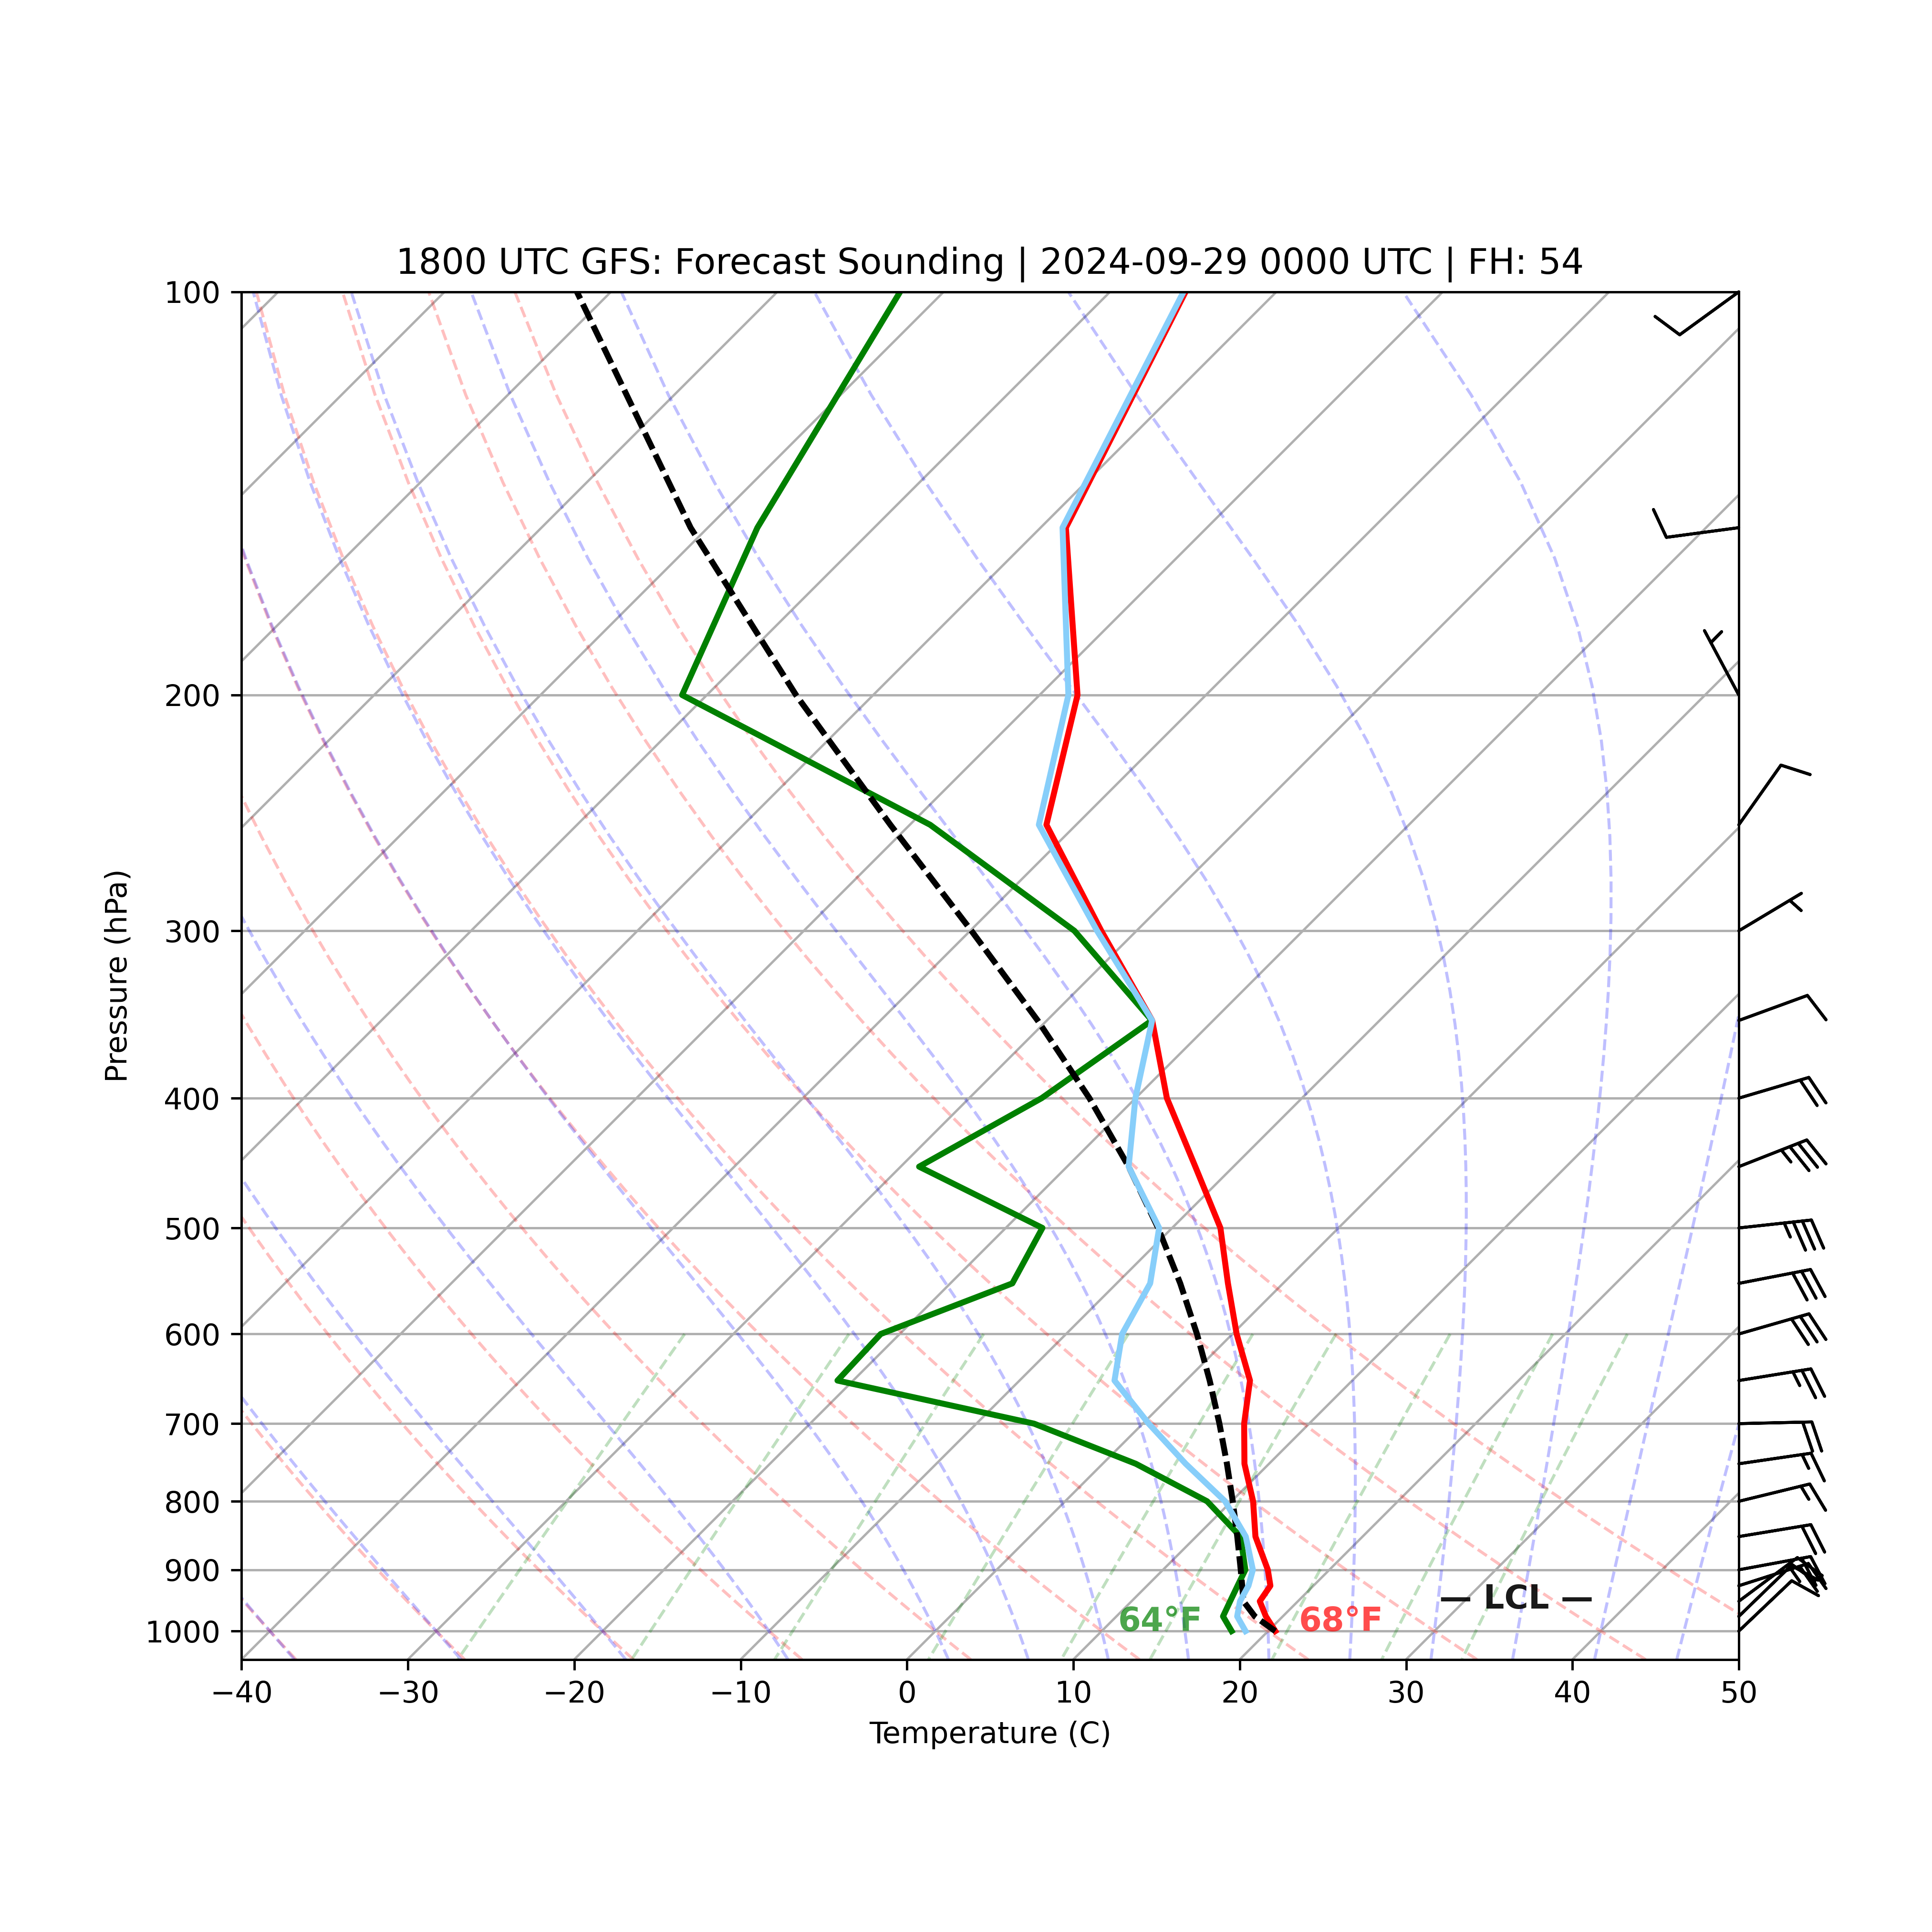 1800 UTC GFS: Forecast Sounding | 2024-09-29 0000 UTC | FH: 54
100
200
300
400
500
600
700
800
900
1000
Pressure (hPa)
— LCL —
64°F
68°F
−40 −30 −20 −10 0 10 20 30 40 50
Temperature (C)